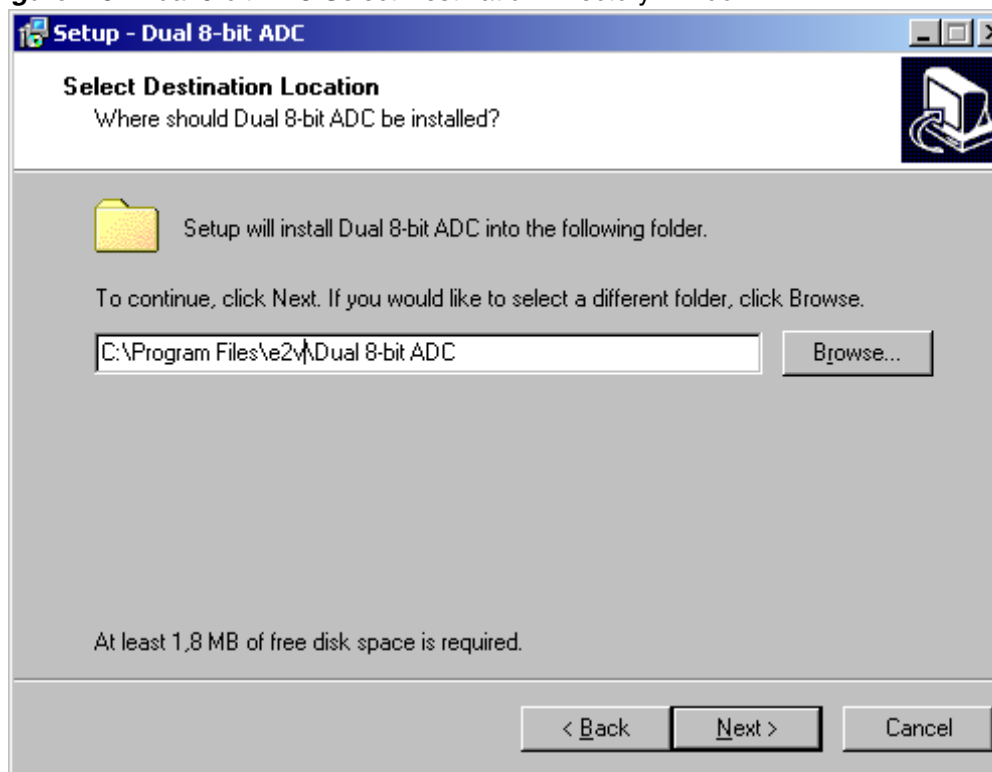 Setup - Dual 8-bit ADC
Select Destination Location
Where should Dual 8-bit ADC be installed?
Setup will install Dual 8-bit ADC into the following folder.
To continue, click Next. If you would like to select a different folder, click Browse.
C:\Program Files\e2v\Dual 8-bit ADC
Browse...
At least 1,8 MB of free disk space is required.
< Back Next > Cancel